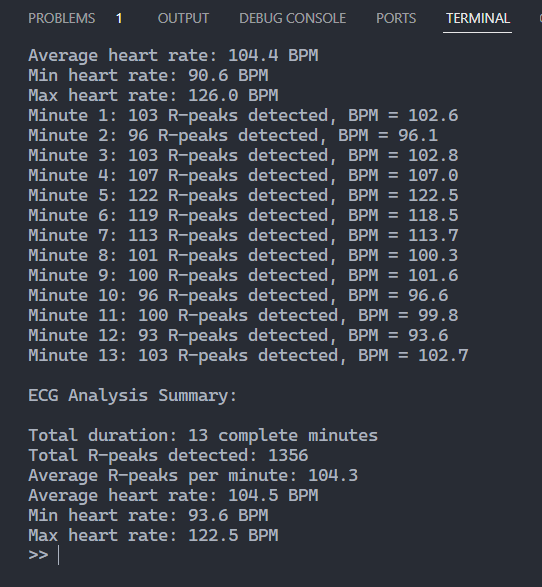 PROBLEMS 1 OUTPUT DEBUG CONSOLE PORTS TERMINAL
Average heart rate: 104.4 BPM
Min heart rate: 90.6 BPM
Max heart rate: 126.0 BPM
Minute 1: 103 R-peaks detected, BPM = 102.6
Minute 2: 96 R-peaks detected, BPM = 96.1
Minute 3: 103 R-peaks detected, BPM = 102.8
Minute 4: 107 R-peaks detected, BPM = 107.0
Minute 5: 122 R-peaks detected, BPM = 122.5
Minute 6: 119 R-peaks detected, BPM = 118.5
Minute 7: 113 R-peaks detected, BPM = 113.7
Minute 8: 101 R-peaks detected, BPM = 100.3
Minute 9: 100 R-peaks detected, BPM = 101.6
Minute 10: 96 R-peaks detected, BPM = 96.6
Minute 11: 100 R-peaks detected, BPM = 99.8
Minute 12: 93 R-peaks detected, BPM = 93.6
Minute 13: 103 R-peaks detected, BPM = 102.7
ECG Analysis Summary:
Total duration: 13 complete minutes
Total R-peaks detected: 1356
Average R-peaks per minute: 104.3
Average heart rate: 104.5 BPM
Min heart rate: 93.6 BPM
Max heart rate: 122.5 BPM
>>